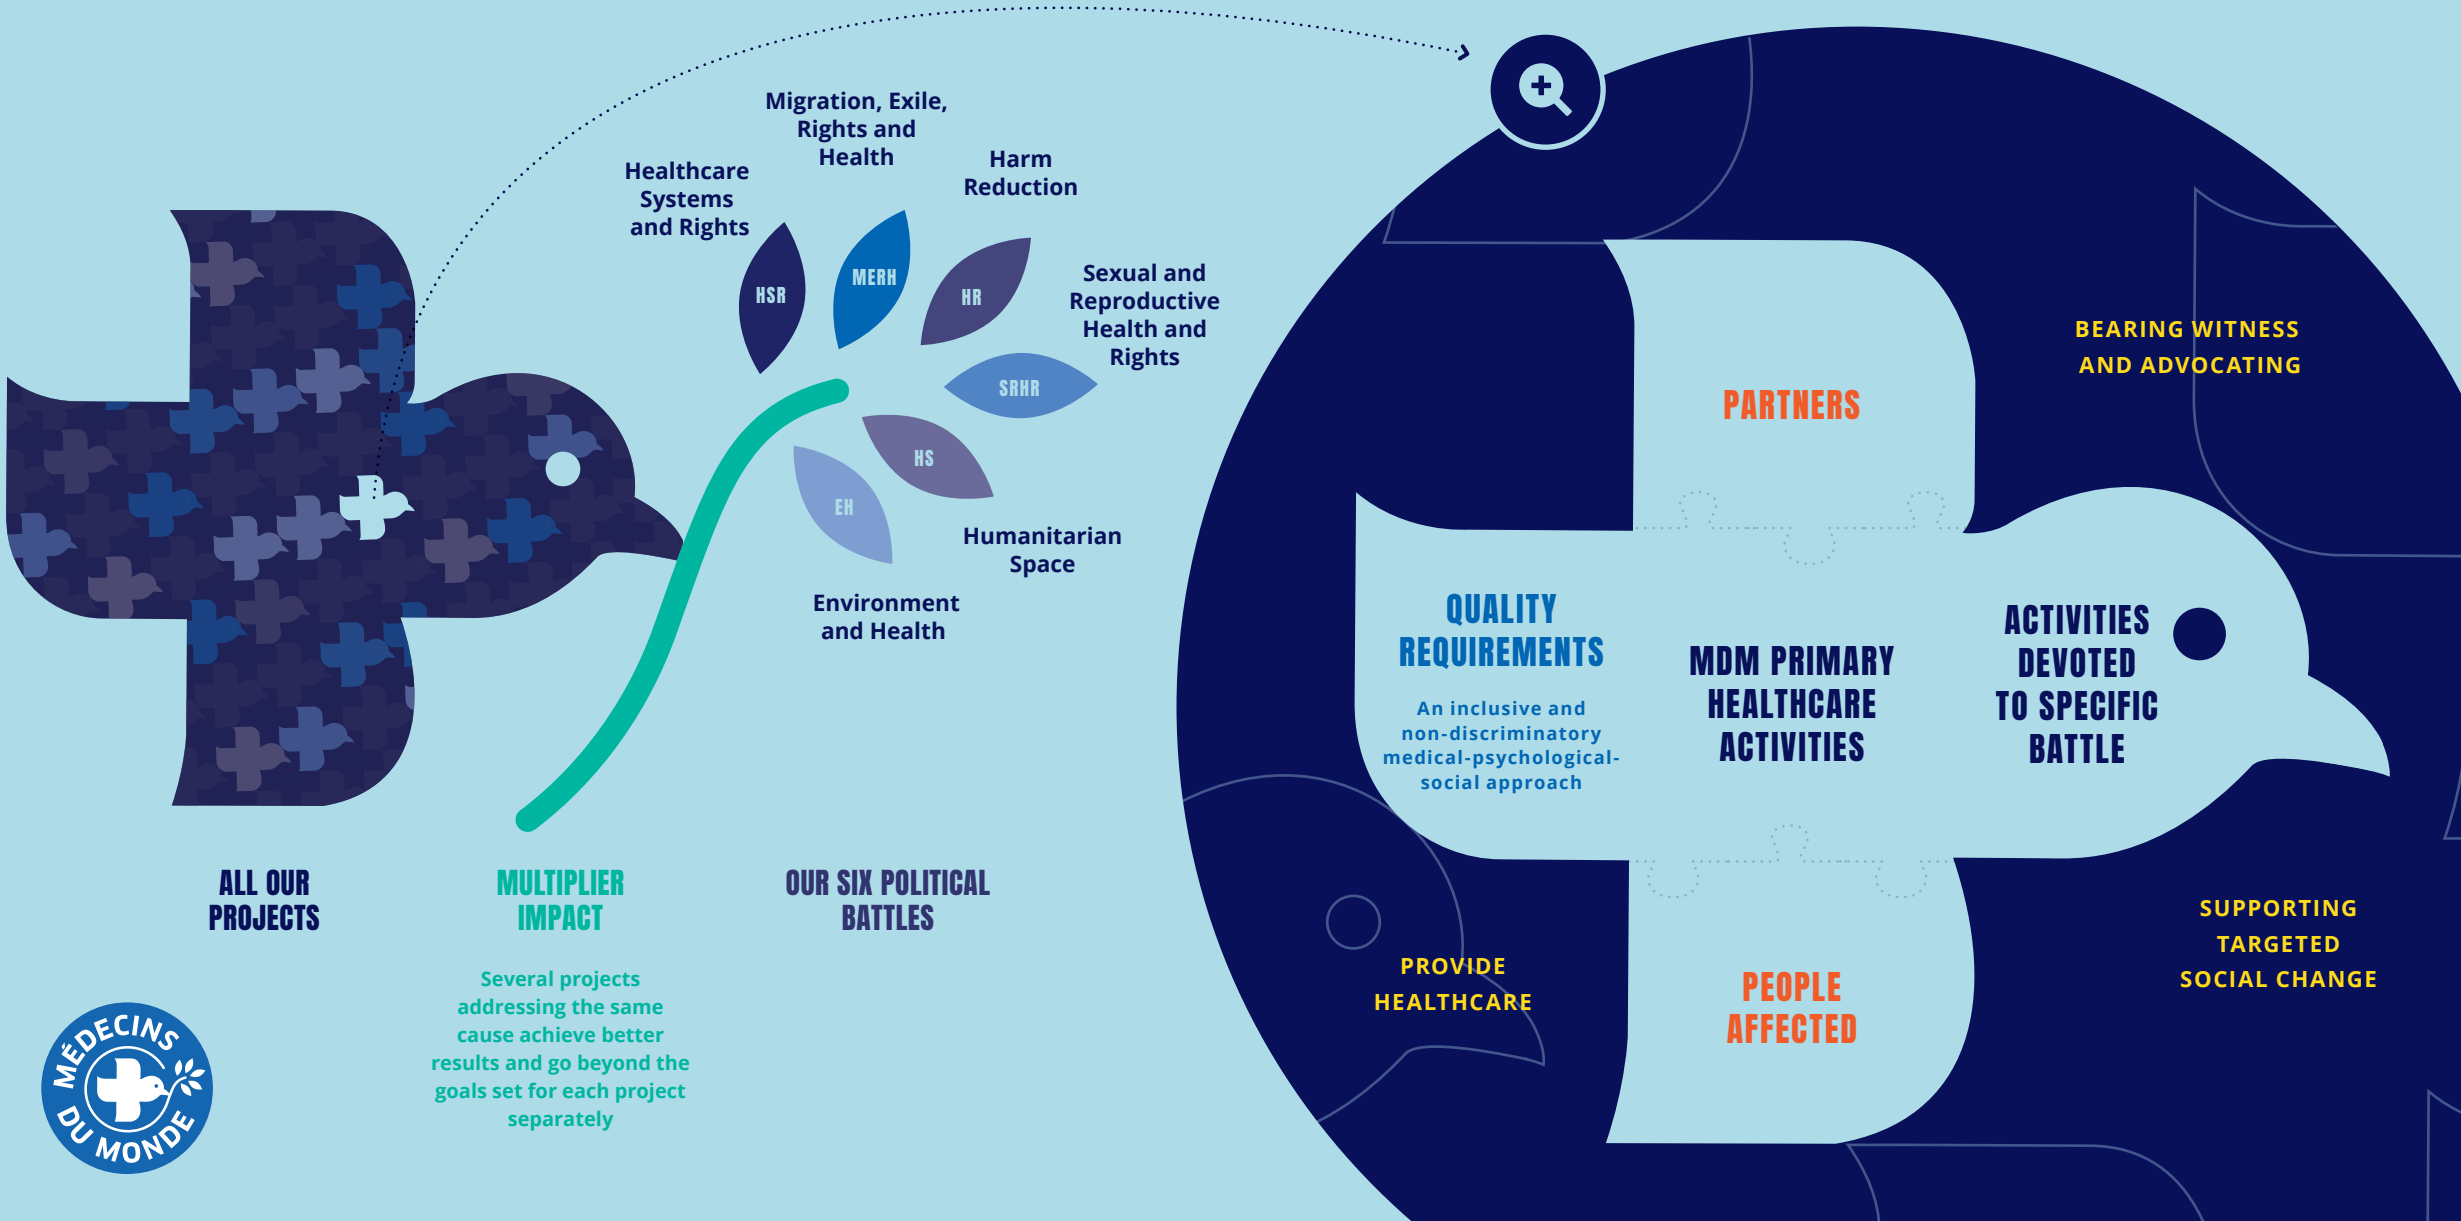 Migration, Exile,
Rights and
Health
Healthcare
Systems
and Rights
Harm
Reduction
Sexual and
Reproductive
Health and
Rights
HSR
MERH
HR
SRHR
HS
EH
Humanitarian
Space
Environment
and Health
ALL OUR
PROJECTS
MULTIPLIER
IMPACT
Several projects
addressing the same
cause achieve better
results and go beyond the
goals set for each project
separately
OUR SIX POLITICAL
BATTLES
MÉDECINS
DU MONDE
BEARING WITNESS
AND ADVOCATING
PARTNERS
QUALITY
REQUIREMENTS
An inclusive and
non-discriminatory
medical-psychological-
social approach
MDM PRIMARY
HEALTHCARE
ACTIVITIES
ACTIVITIES
DEVOTED
TO SPECIFIC
BATTLE
PROVIDE
HEALTHCARE
PEOPLE
AFFECTED
SUPPORTING
TARGETED
SOCIAL CHANGE